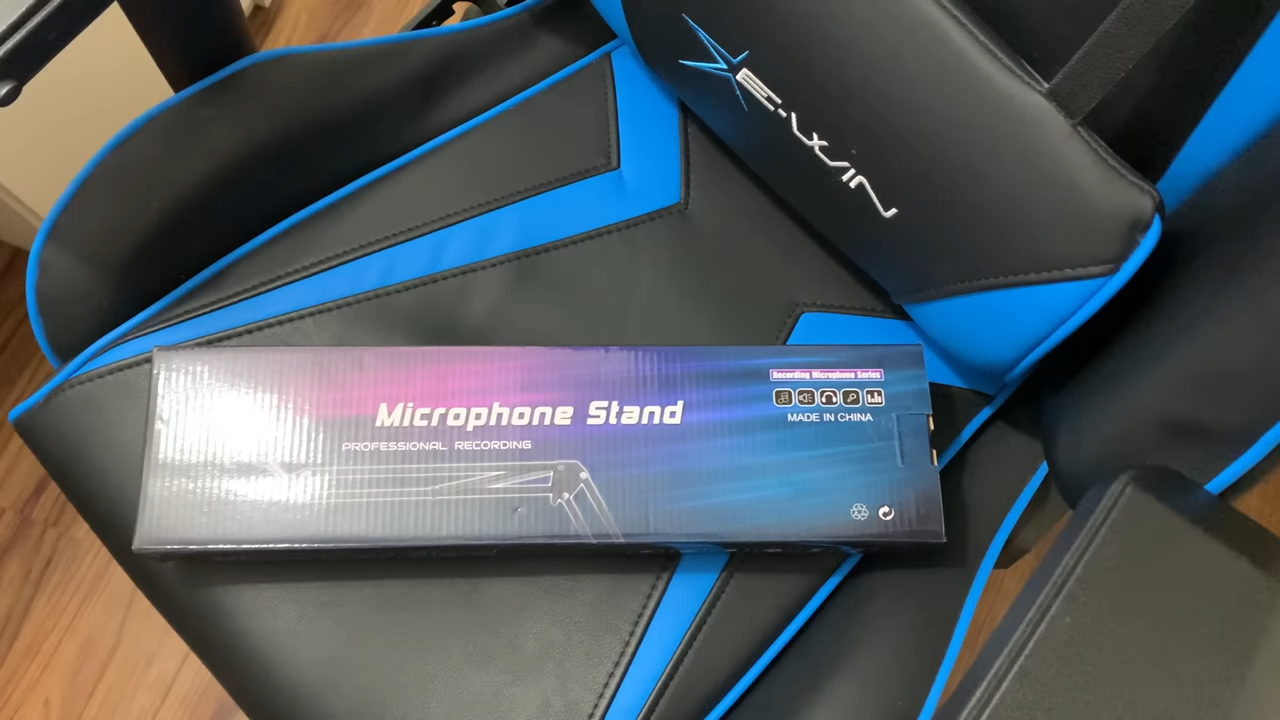 E-WIN
Recording Microphone Series
Microphone Stand
MADE IN CHINA
PROFESSIONAL RECORDING